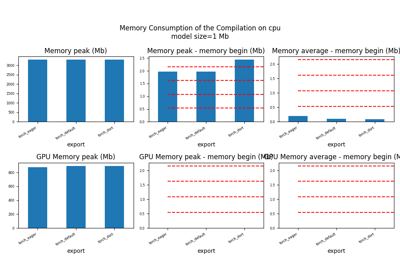 Memory Consumption of the Compilation on cpu
model size=1 Mb
Memory peak (Mb)
Memory peak - memory begin (Mb)
Memory average - memory begin (Mb)
3000
2500
2000
1500
1000
500
0
2.5
2.0
1.5
1.0
0.5
0.0
2.0
1.5
1.0
0.5
0.0
torch_eager
torch_default
torch_dort
torch_eager
torch_default
torch_dort
torch_eager
torch_default
torch_dort
export
export
export
GPU Memory peak (Mb)
GPU Memory peak - memory begin (Mb)
GPU Memory average - memory begin (M
800
600
400
200
0
2.0
1.5
1.0
0.5
0.0
2.0
1.5
1.0
0.5
0.0
torch_eager
torch_default
torch_dort
torch_eager
torch_default
torch_dort
torch_eager
torch_default
torch_dort
export
export
export